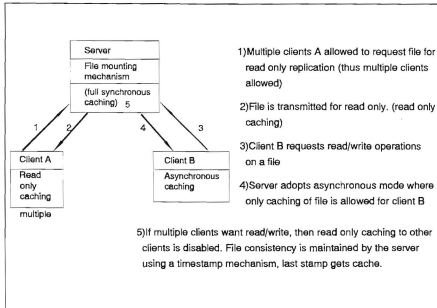 Server
File mounting
mechanism
(full synchronous
caching) 5
1
2
4
3
Client A
Read
only
caching
multiple
Client B
Asynchronous
caching
1)Multiple clients A allowed to request file for
read only replication (thus multiple clients
allowed)
2)File is transmitted for read only. (read only
caching)
3)Client B requests read/write operations
on a file
4)Server adopts asynchronous mode where
only caching of file is allowed for client B
5)If multiple clients want read/write, then read only caching to other
clients is disabled. File consistency is maintained by the server
using a timestamp mechanism, last stamp gets cache.